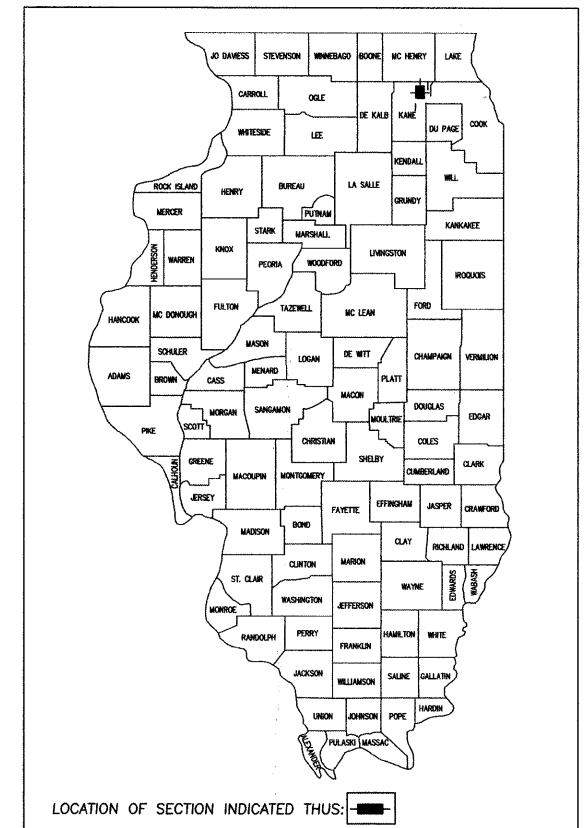 JO DAVIESS STEVENSON WINNEBAGO BOONE MC HENRY LAKE
CARROLL OGLE DE KALB KANE COOK
DU PAGE
WHITESIDE LEE
KENDALL
WILL
ROCK ISLAND HENRY BUREAU LA SALLE GRUNDY
MERCER PUTNAM
STARK MARSHALL KANKAKEE
HENDERSON WARREN KNOX PEORIA WOODFORD LIVINGSTON
IROQUOIS
HANCOCK MC DONOUGH FULTON TAZEWELL MC LEAN FORD
SCHULER MASON
ADAMS BROWN CASS MENARD LOGAN DE WITT CHAMPAIGN VERMILION
PLATT
MORGAN SANGAMON MACON
PIKE SCOTT MOULTRIE DOUGLAS EDGAR
CHRISTIAN COLES
CALHOUN GREENE MACOUPIN MONTGOMERY SHELBY CUMBERLAND CLARK
JERSEY
FAYETTE EFFINGHAM JASPER CRAWFORD
MADISON BOND
CLAY RICHLAND LAWRENCE
CLINTON MARION
ST. CLAIR WAYNE EDWARDS WABASH
WASHINGTON JEFFERSON
MONROE
RANDOLPH PERRY HAMILTON WHITE
FRANKLIN
JACKSON WILLIAMSON SALINE GALLATIN
UNION JOHNSON POPE HARDIN
ALEXANDER PULASKI MASSAC
LOCATION OF SECTION INDICATED THUS: